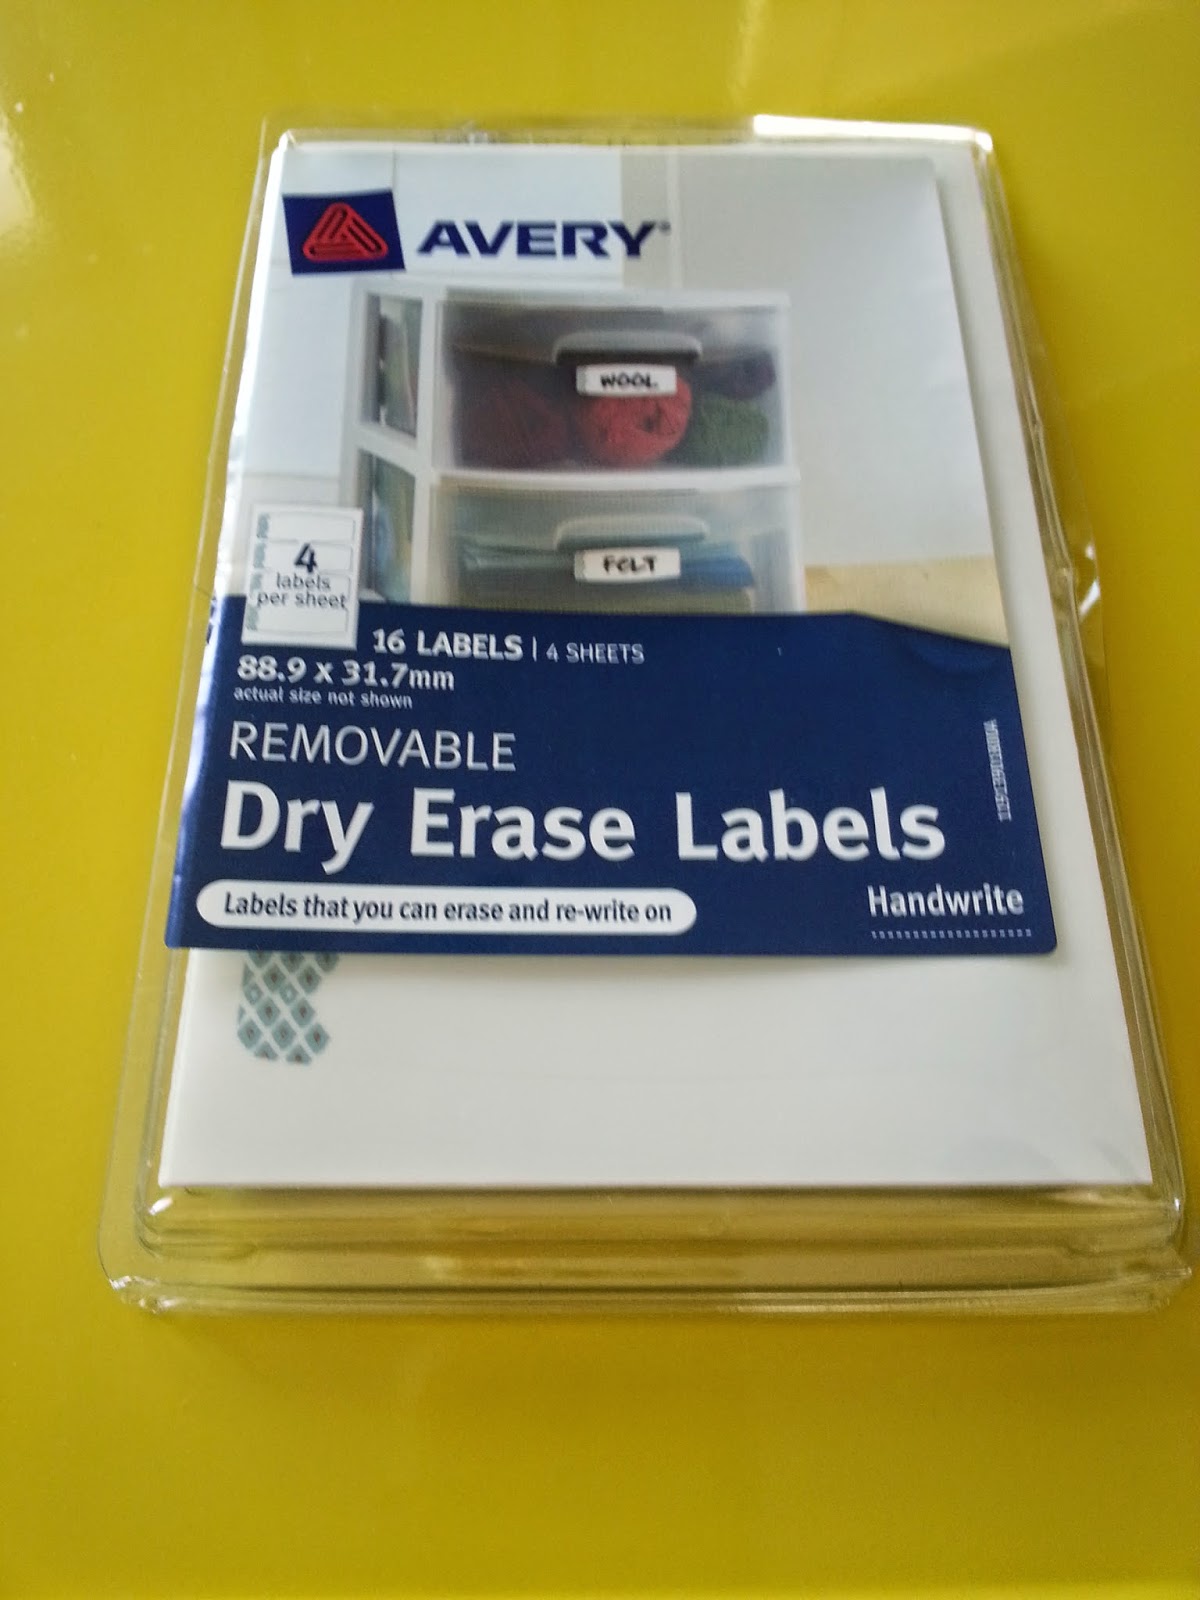 AVERY®
WOOL
FELT
4
labels
per sheet
16 LABELS | 4 SHEETS
88.9 x 31.7mm
actual size not shown
REMOVABLE
Dry Erase Labels
Labels that you can erase and re-write on
Handwrite